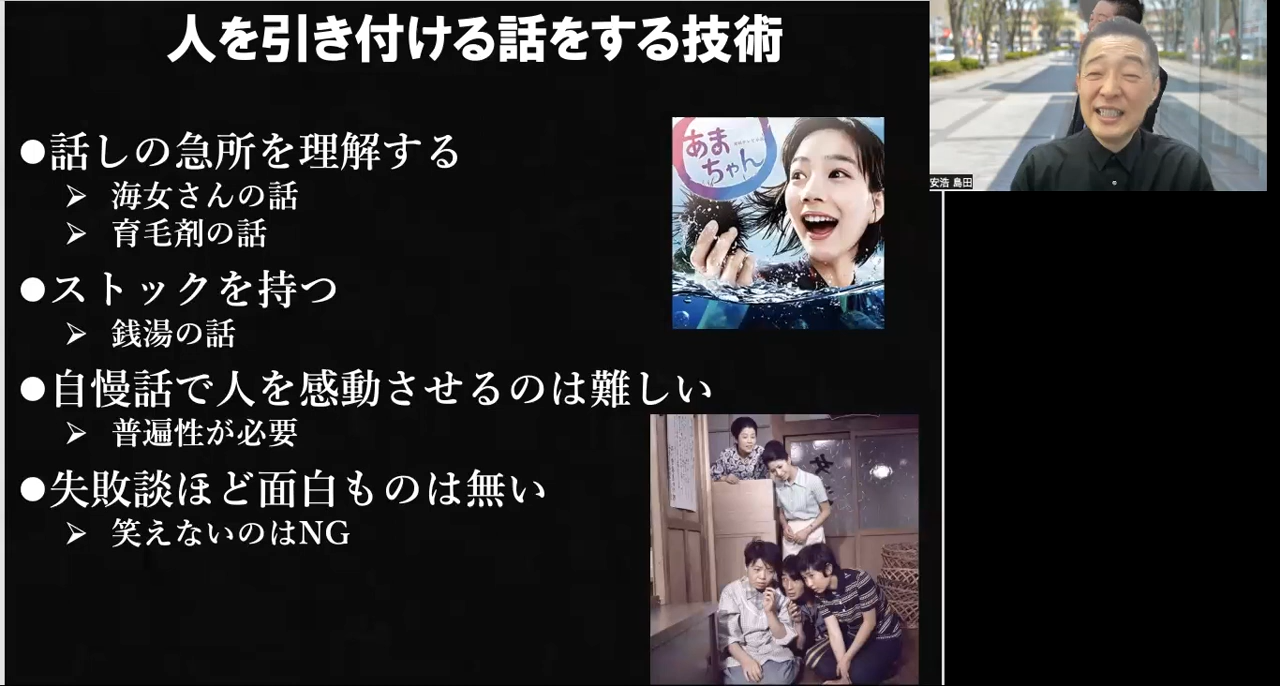 人を引き付ける話をする技術
●話しの急所を理解する
➢ 海女さんの話
➢ 育毛剤の話
●ストックを持つ
➢ 銭湯の話
●自慢話で人を感動させるのは難しい
➢ 普遍性が必要
●失敗談ほど面白ものは無い
➢ 笑えないのはNG
あま
ちゃん
安浩 島田